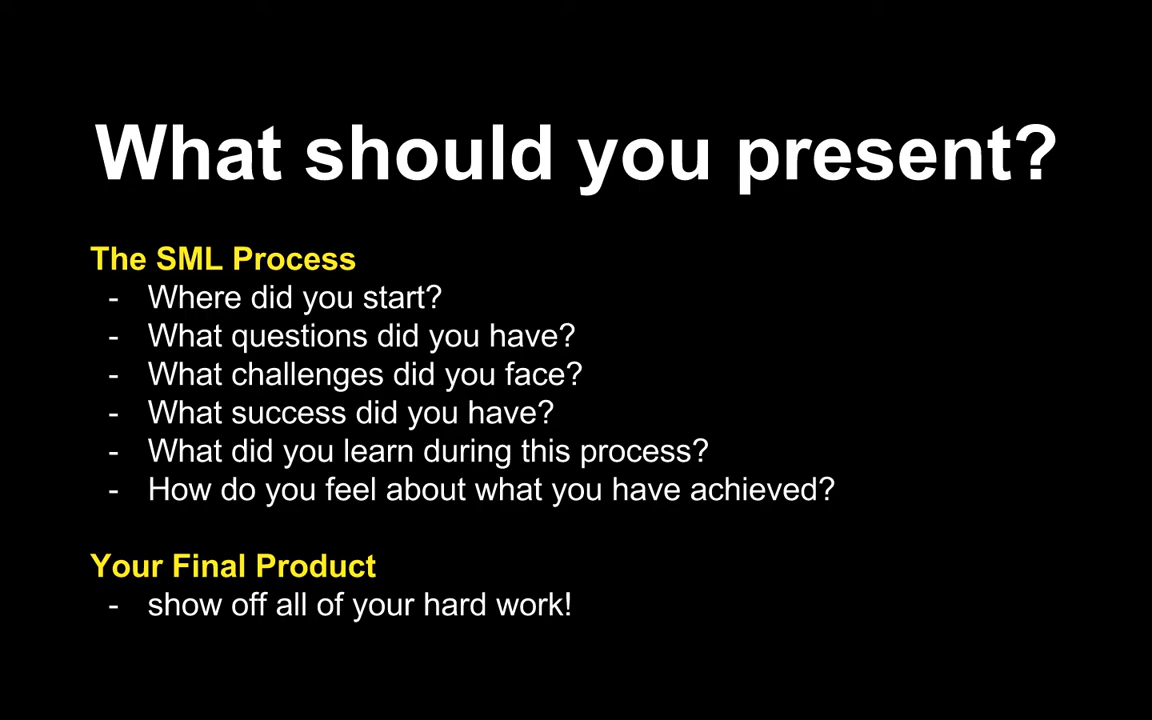 What should you present?
The SML Process
- Where did you start?
- What questions did you have?
- What challenges did you face?
- What success did you have?
- What did you learn during this process?
- How do you feel about what you have achieved?
Your Final Product
- show off all of your hard work!